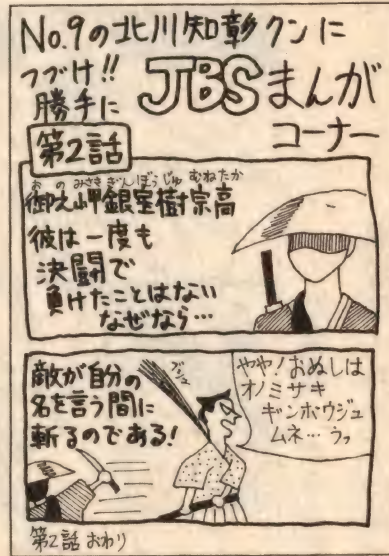 No.9の北川知彰クンに
つづけ!!
勝手に
JBSまんが
コーナー
第2話
おのみさきぎんぽうじゅ むねたか
御之岬銀宝樹宗高
彼は一度も
決闘で
負けたことはない
なぜなら…
敵が自分の
名を言う間に
斬るのである!
ブシュ
やや!おぬしは
オノミサキ
ギンホウジュ
ムネ…うっ
第2話 おわり